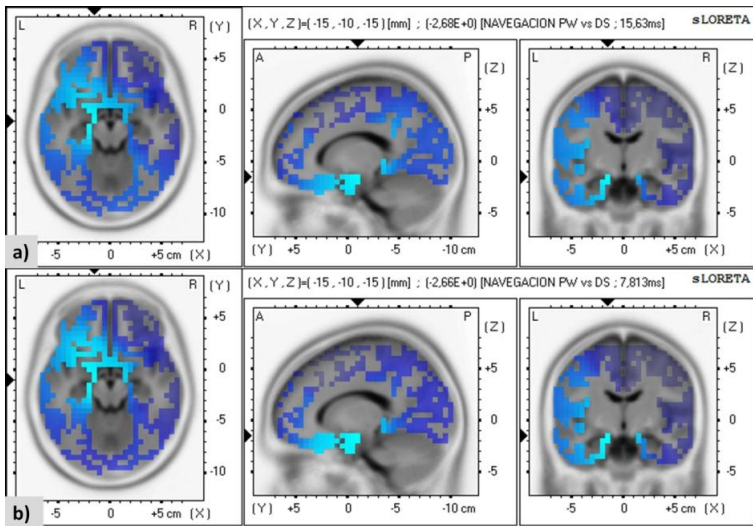 L R (Y) (X,Y,Z)=(-15,-10,-15) [mm] ; (-2,68E+0) [NAVEGACION PW vs DS ; 15,63ms] sLORETA
A P (Z) L R (Z)
+5 +5 +5
0 0 0
-5 -5 -5
-10
a) -5 0 +5 cm (X) (Y) +5 0 -5 -10 cm -5 0 +5 cm (X)
L R (Y) (X,Y,Z)=(-15,-10,-15) [mm] ; (-2,66E+0) [NAVEGACION PW vs DS ; 7,813ms] sLORETA
A P (Z) L R (Z)
+5 +5 +5
0 0 0
-5 -5 -5
-10
b) -5 0 +5 cm (X) (Y) +5 0 -5 -10 cm -5 0 +5 cm (X)